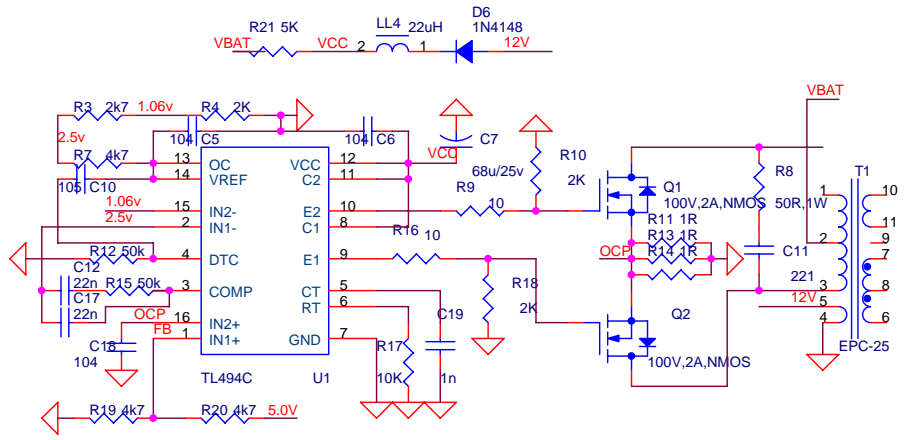 R21 5K
LL4
22uH
D6
1N4148
VBAT
VCC
2
1
12V
R3 2k7
1.06v
R4 2K
VBAT
104 C5
104 C6
C7
VCC
2.5v
R7 4k7
105 C10
68u/25v
R10
2K
R8
50R,1W
T1
13 OC VCC 12
14 VREF C2 11
15 IN2- E2 10
2 IN1- C1 8
4 DTC E1 9
3 COMP CT 5
RT 6
16 IN2+
1 IN1+ GND 7
1.06v
2.5v
R9
10
R16
10
Q1
100V,2A,NMOS
R11 1R
R13 1R
R14 1R
OCP
C11
221
12V
1
2
3
5
4
10
11
9
7
8
6
EPC-25
R12 50k
C12
22n
R15 50k
C17
22n
OCP
FB
C18
104
R18
2K
Q2
100V,2A,NMOS
C19
1n
R17
10K
TL494C
U1
R19 4k7
R20 4k7
5.0V